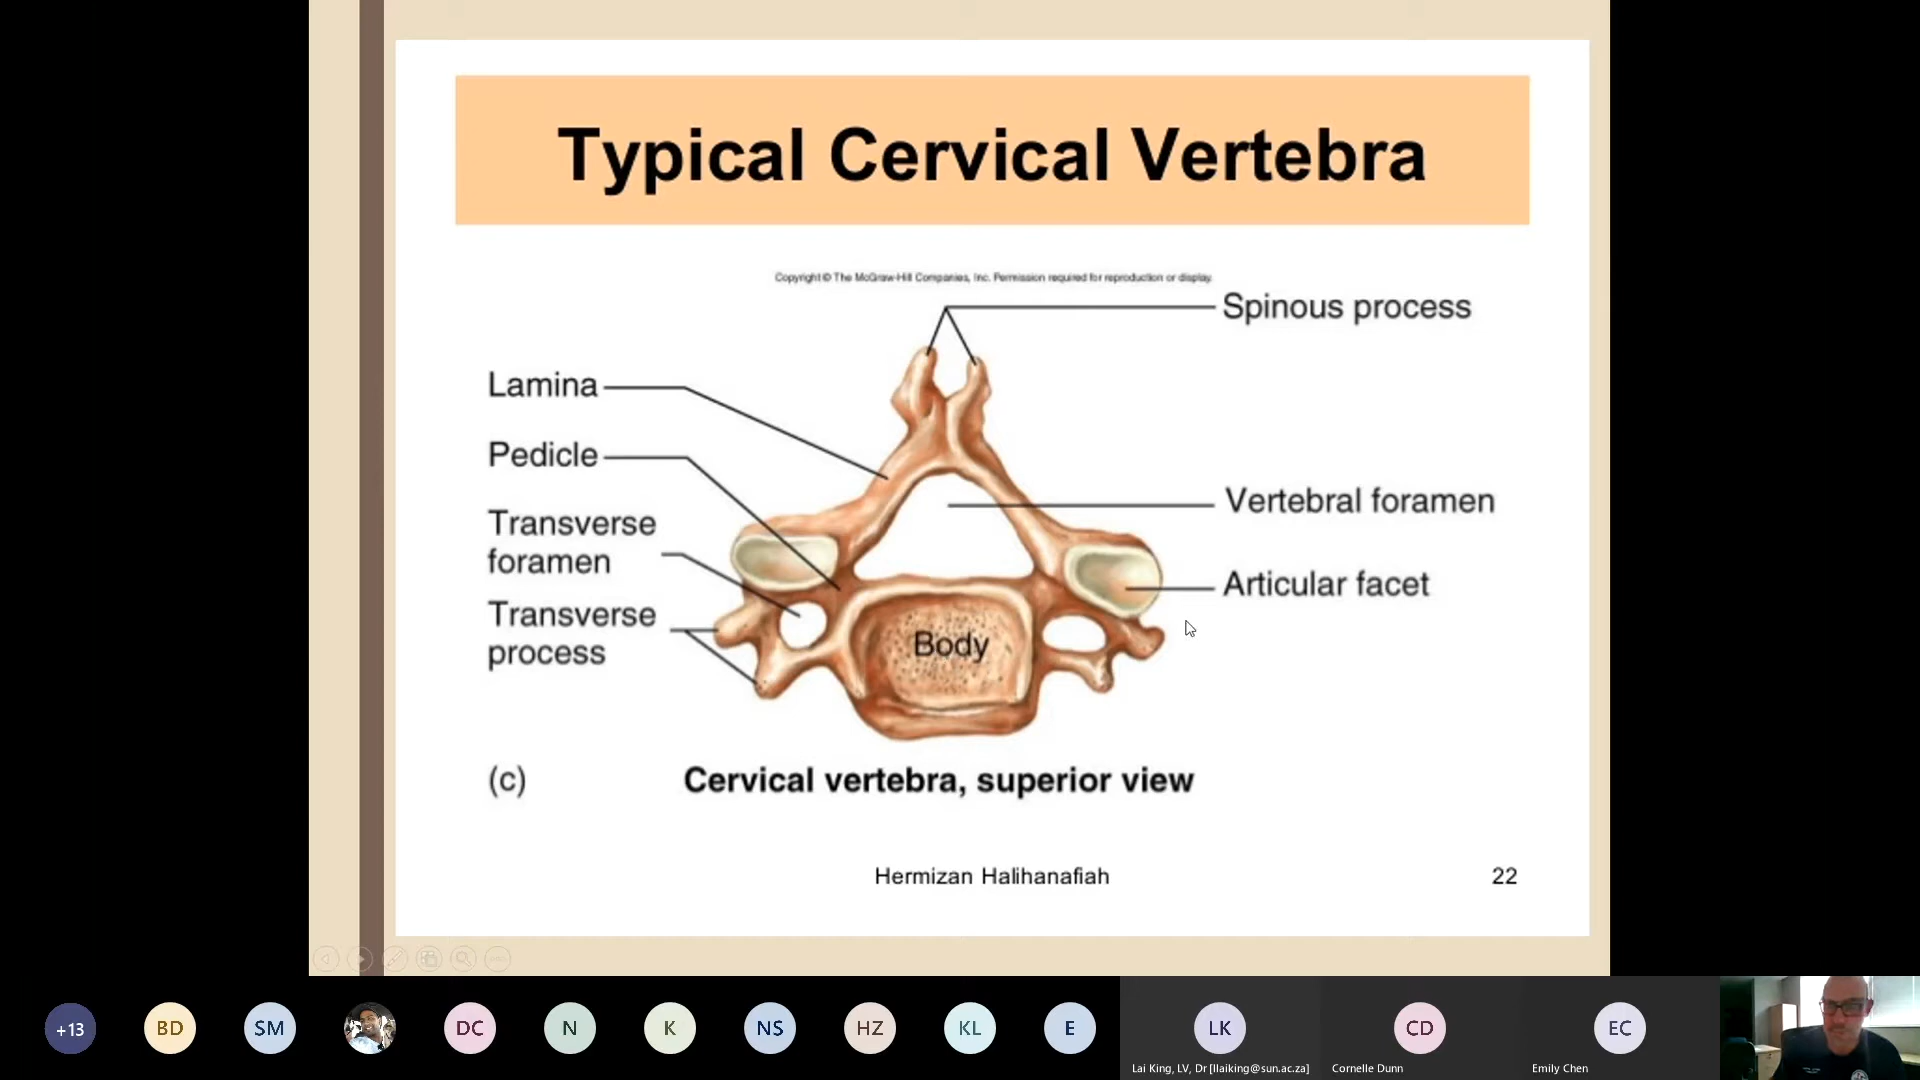 Typical Cervical Vertebra
Copyright © The McGraw-Hill Companies, Inc. Permission required for reproduction or display.
Spinous process
Lamina
Pedicle
Vertebral foramen
Transverse
foramen
Articular facet
Transverse
process
Body
(c)
Cervical vertebra, superior view
Hermizan Halihanafiah
22
+13
BD
SM
DC
N
K
NS
HZ
KL
E
LK
CD
EC
Lai King, LV, Dr [llaiking@sun.ac.za]
Cornelle Dunn
Emily Chen